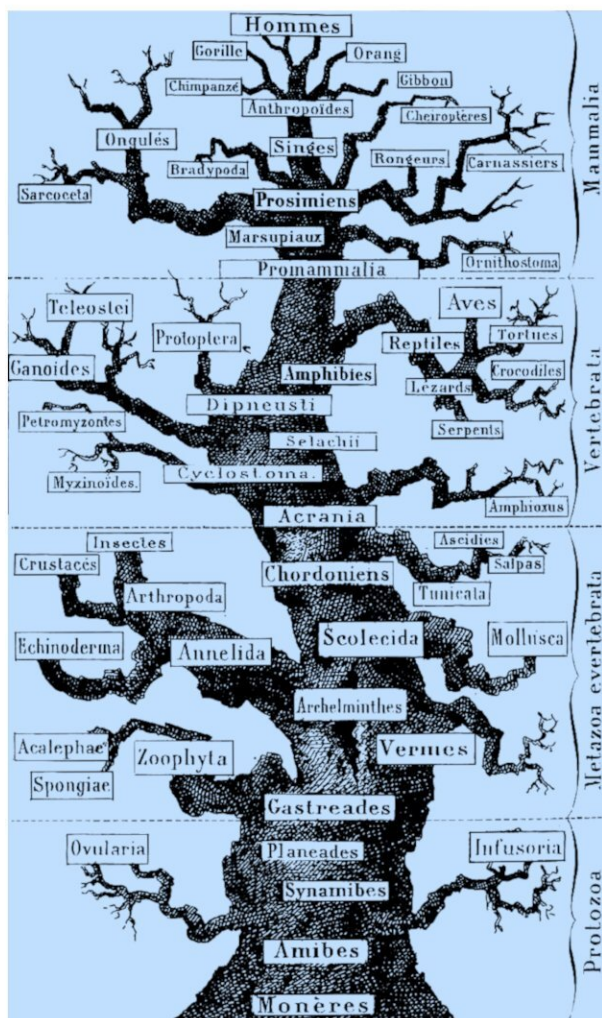 Hommes
Gorille
Orang
Chimpanzé
Gibbon
Anthropoïdes
Cheiroptères
Ongulés
Singes
Bradypoda
Rongeurs
Carnassiers
Sarcoceta
Prosimiens
Marsupiaux
Promammalia
Ornithostoma
Mammalia
Teleostei
Protoptera
Aves
Ganoides
Reptiles
Tortues
Amphibies
Lézards
Crocodiles
Dipneusti
Petromyzontes
Serpents
Selachii
Cyclostoma.
Myxinoïdes.
Acrania
Amphioxus
Vertebrata
Insectes
Ascidies
Crustacés
Chordoniens
Salpas
Arthropoda
Tunicala
Echinoderma
Annelida
Scolecida
Mollusca
Archelminthes
Acalephae
Zoophyta
Vermes
Spongiae
Gastreades
Metazoa evertebrata
Ovularia
Planeades
Infusoria
Synamibes
Amibes
Monères
Protozoa